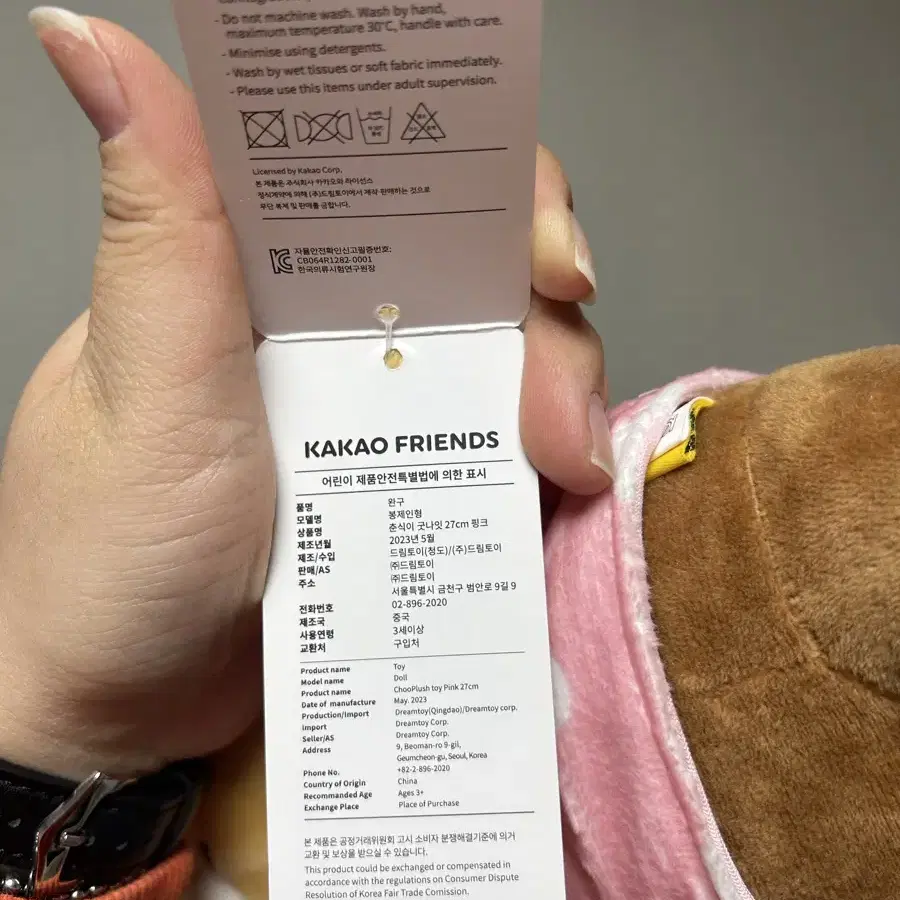 - Do not machine wash. Wash by hand,
maximum temperature 30°C, handle with care.
- Minimise using detergents.
- Wash by wet tissues or soft fabric immediately.
- Please use this items under adult supervision.
Licensed by Kakao Corp.
본 제품은 주식회사 카카오와 라이선스
정식계약에 의해 (주)드림토이에서 제작·판매하는 것으로
무단 복제 및 판매를 금합니다.
자율안전확인신고필증번호:
CB064R1282-0001
한국의류시험연구원장
KAKAO FRIENDS
어린이 제품안전특별법에 의한 표시
품명 완구
모델명 봉제인형
상품명 춘식이 굿나잇 27cm 핑크
제조년월 2023년 5월
제조/수입 드림토이(청도)/(주)드림토이
판매/AS ㈜드림토이
주소 ㈜드림토이
서울특별시 금천구 범안로 9길 9
전화번호 02-896-2020
제조국 중국
사용연령 3세이상
교환처 구입처
Product name Toy
Model name Doll
Product name ChooPlush toy Pink 27cm
Date of manufacture May. 2023
Production/Import Dreamtoy(Qingdao)/Dreamtoy corp.
Import Dreamtoy Corp.
Seller/AS Dreamtoy Corp.
Address 9, Beoman-ro 9-gil,
Geumcheon-gu, Seoul, Korea
Phone No. +82-2-896-2020
Country of Origin China
Recommanded Age Ages 3+
Exchange Place Place of Purchase
본 제품은 공정거래위원회 고시 소비자 분쟁해결기준에 의거
교환 및 보상을 받으실 수 있습니다.
This product could be exchanged or compensated in
accordance with the regulations on Consumer Dispute
Resolution of Korea Fair Trade Comission.